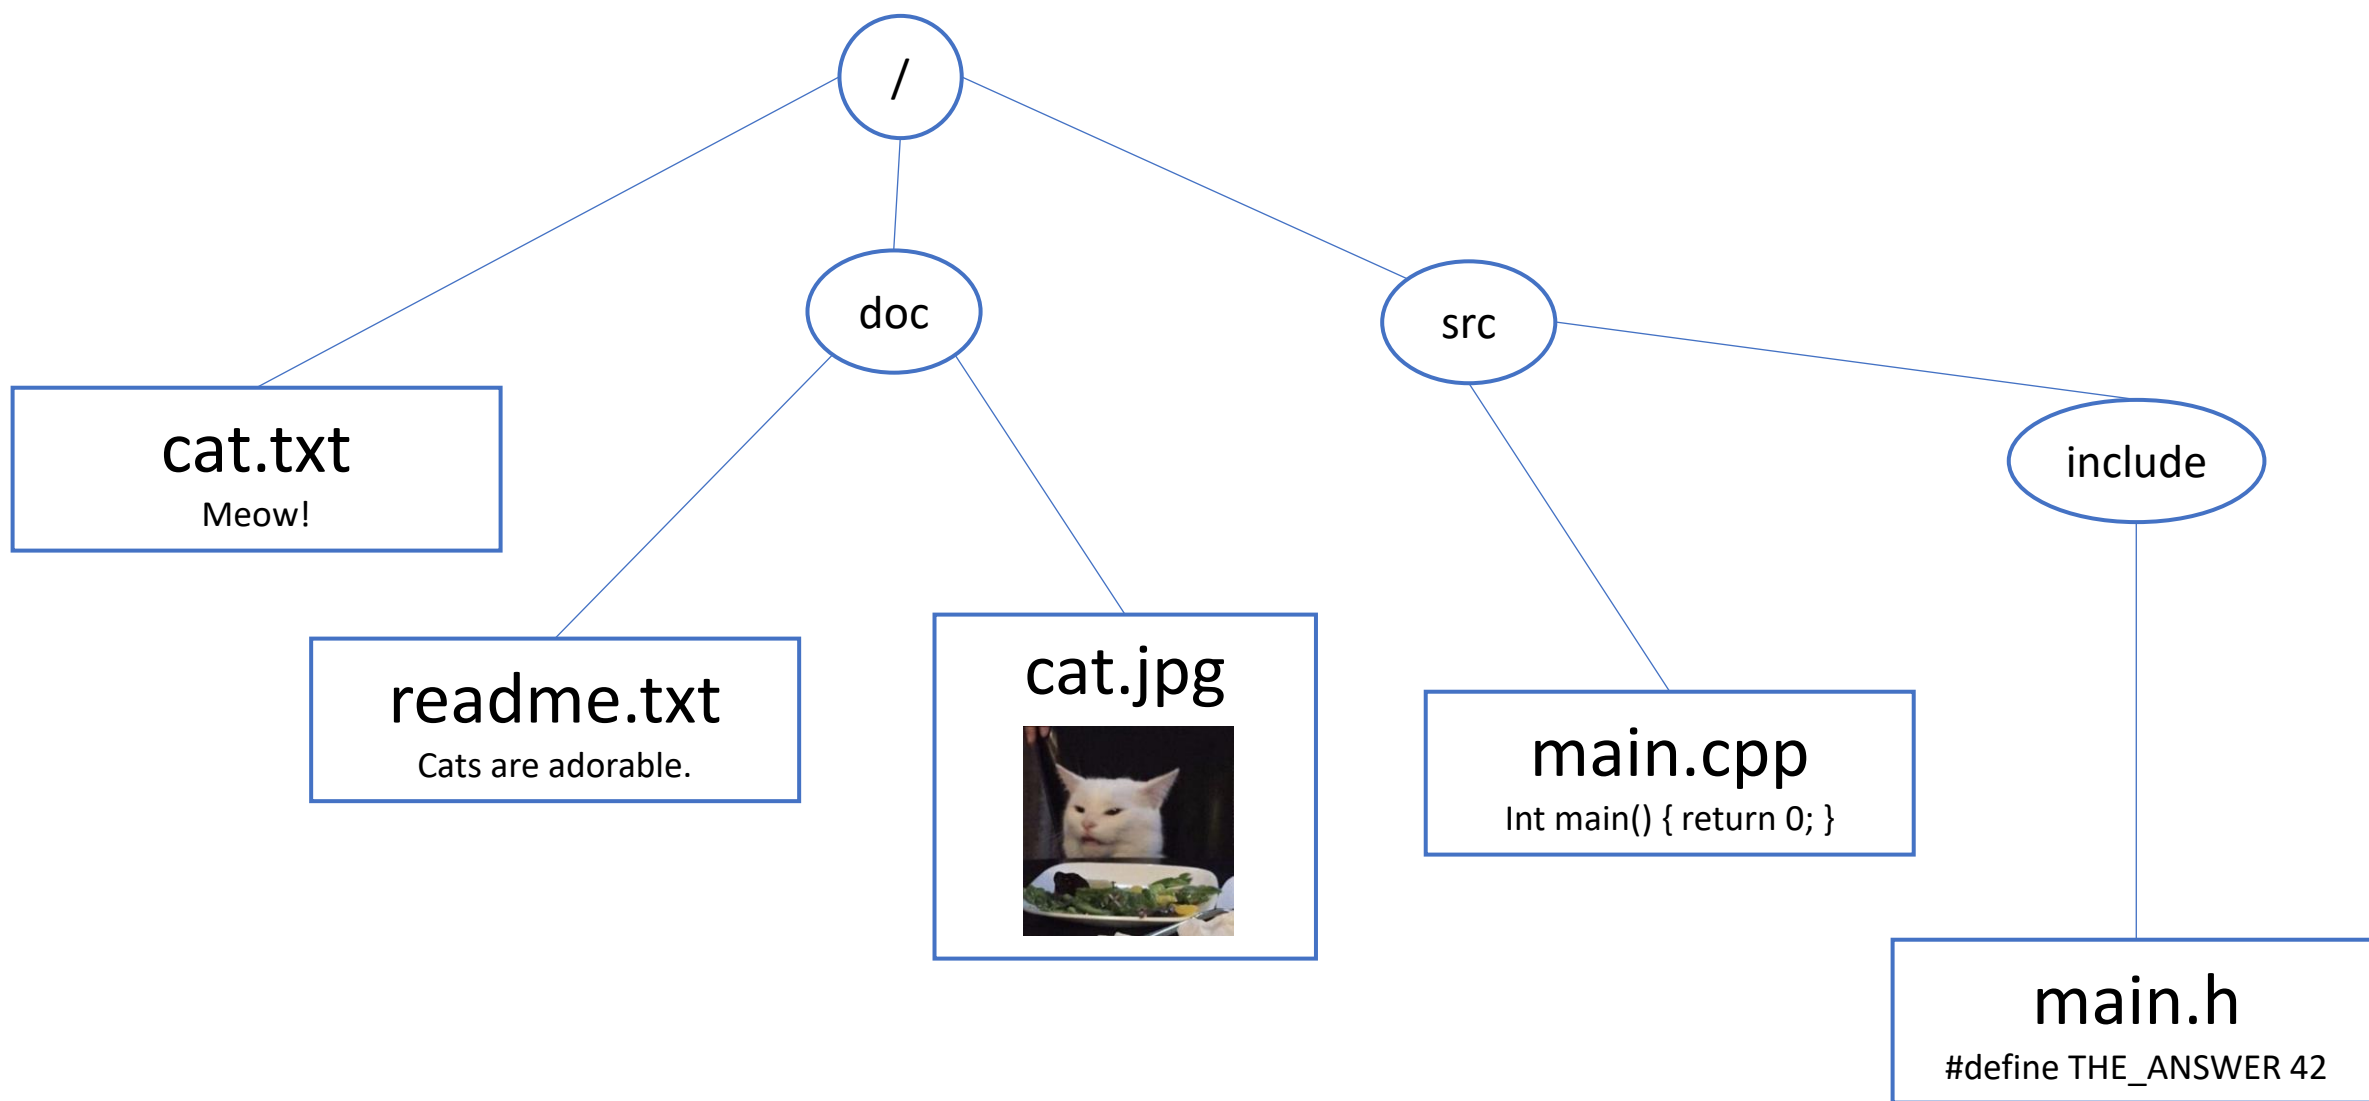 /
doc
src
cat.txt
Meow!
include
readme.txt
Cats are adorable.
cat.jpg
main.cpp
Int main() { return 0; }
main.h
#define THE_ANSWER 42